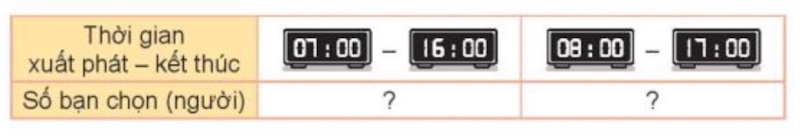 Thời gian
xuất phát – kết thúc
07:00 – 16:00
08:00 – 17:00
Số bạn chọn (người)
?
?